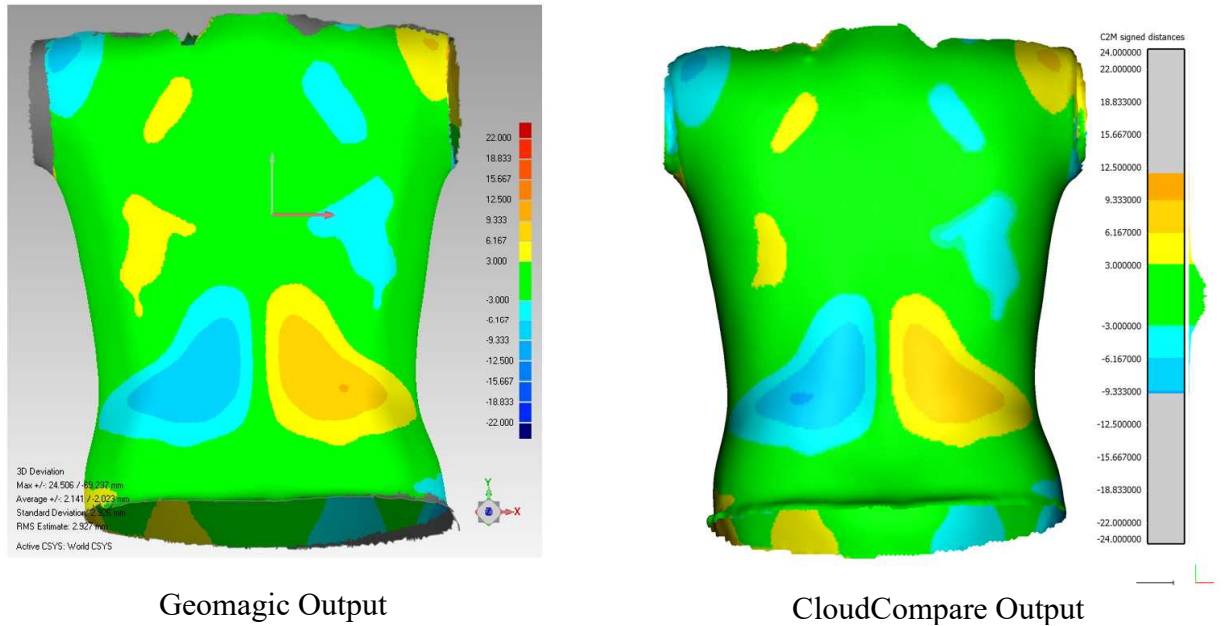 22.000
18.833
15.667
12.500
9.333
6.167
3.000
-3.000
-6.167
-9.333
-12.500
-15.667
-18.833
-22.000
3D Deviation
Max +/-: 24.506 / -69.237 mm
Average +/-: 2.141 / -2.023 mm
Standard Deviation: mm
RMS Estimate: 2.927 mm
Active CSYS: World CSYS
Y
Z
X
C2M signed distances
24.000000
22.000000
18.833000
15.667000
12.500000
9.333000
6.167000
3.000000
-3.000000
-6.167000
-9.333000
-12.500000
-15.667000
-18.833000
-22.000000
-24.000000
Geomagic Output
CloudCompare Output